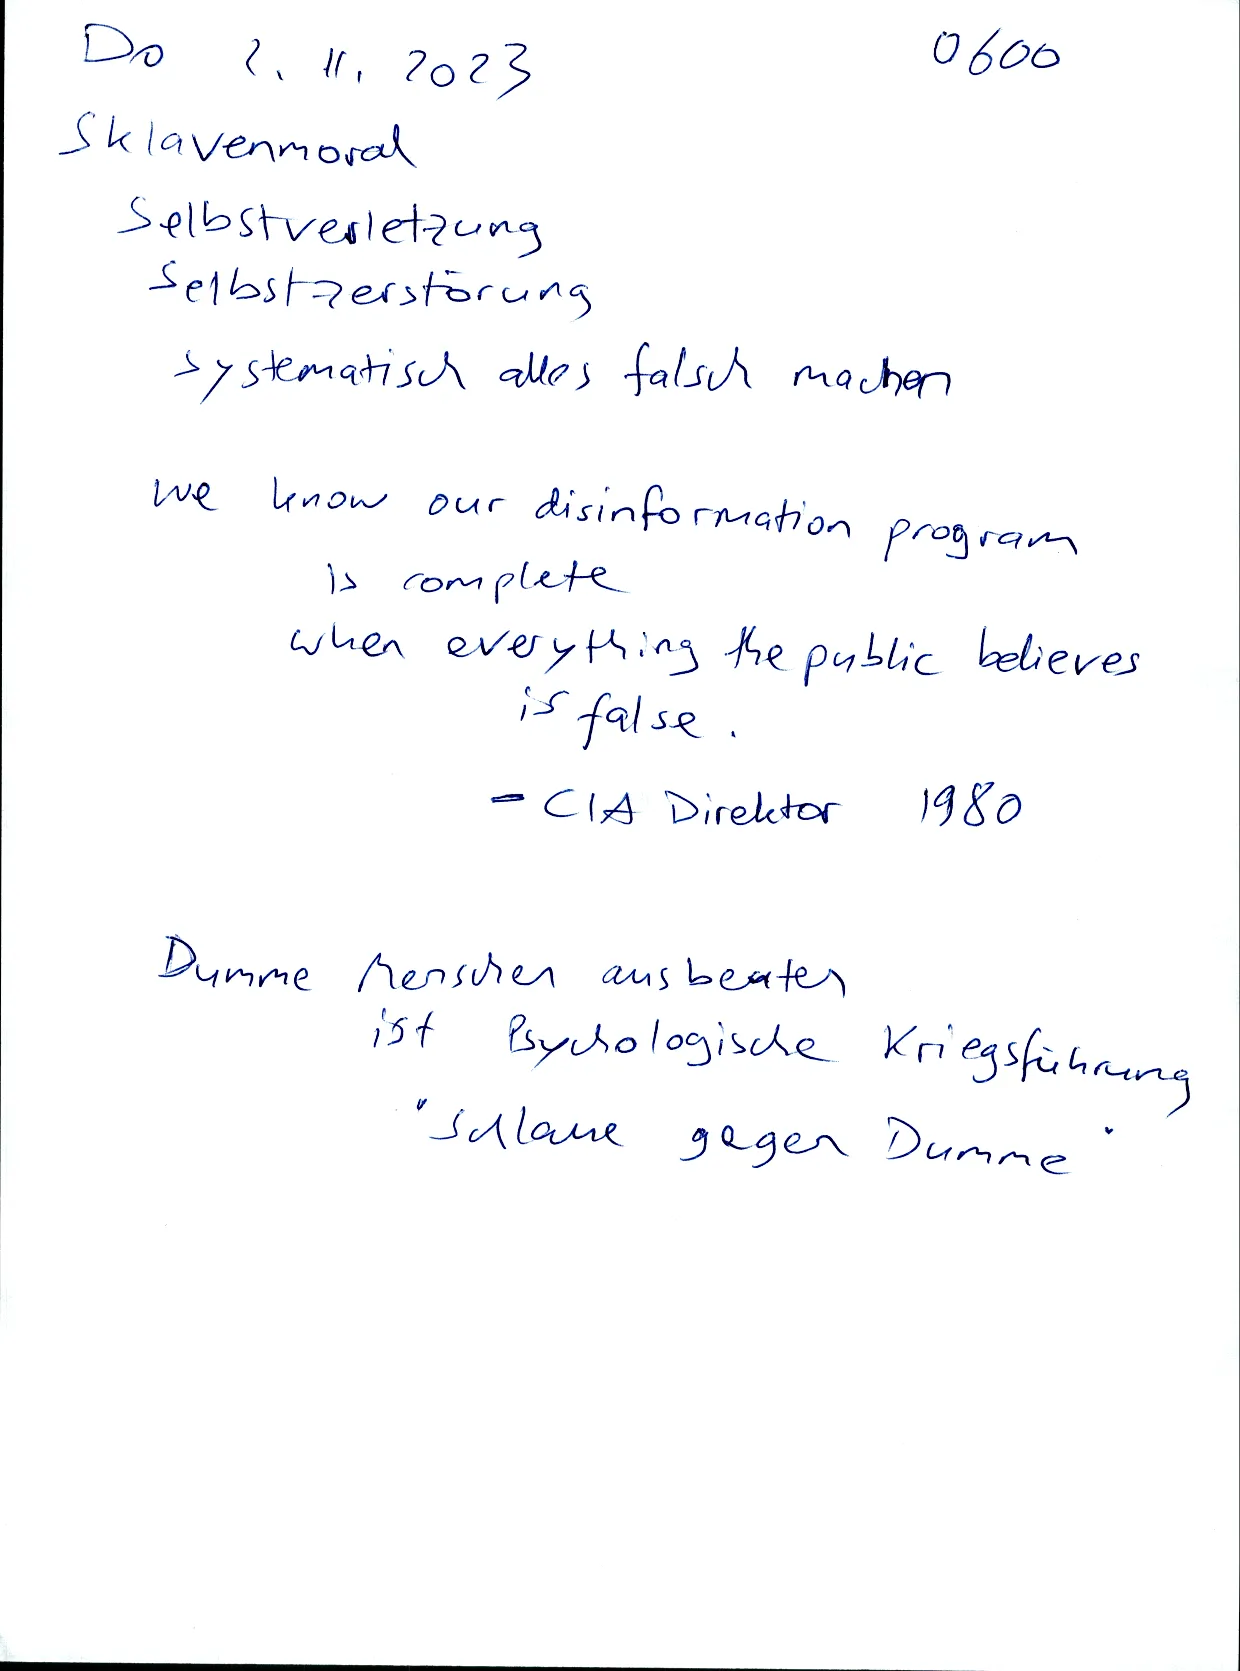 Do 2. 11. 2023 0600
Sklavenmoral
Selbstverletzung
Selbstzerstörung
systematisch alles falsch machen
we know our disinformation program
is complete
when everything the public believes
is false.
- CIA Direktor 1980
Dumme Menschen ausbeuten
ist Psychologische Kriegsführung
"Schlaue gegen Dumme"